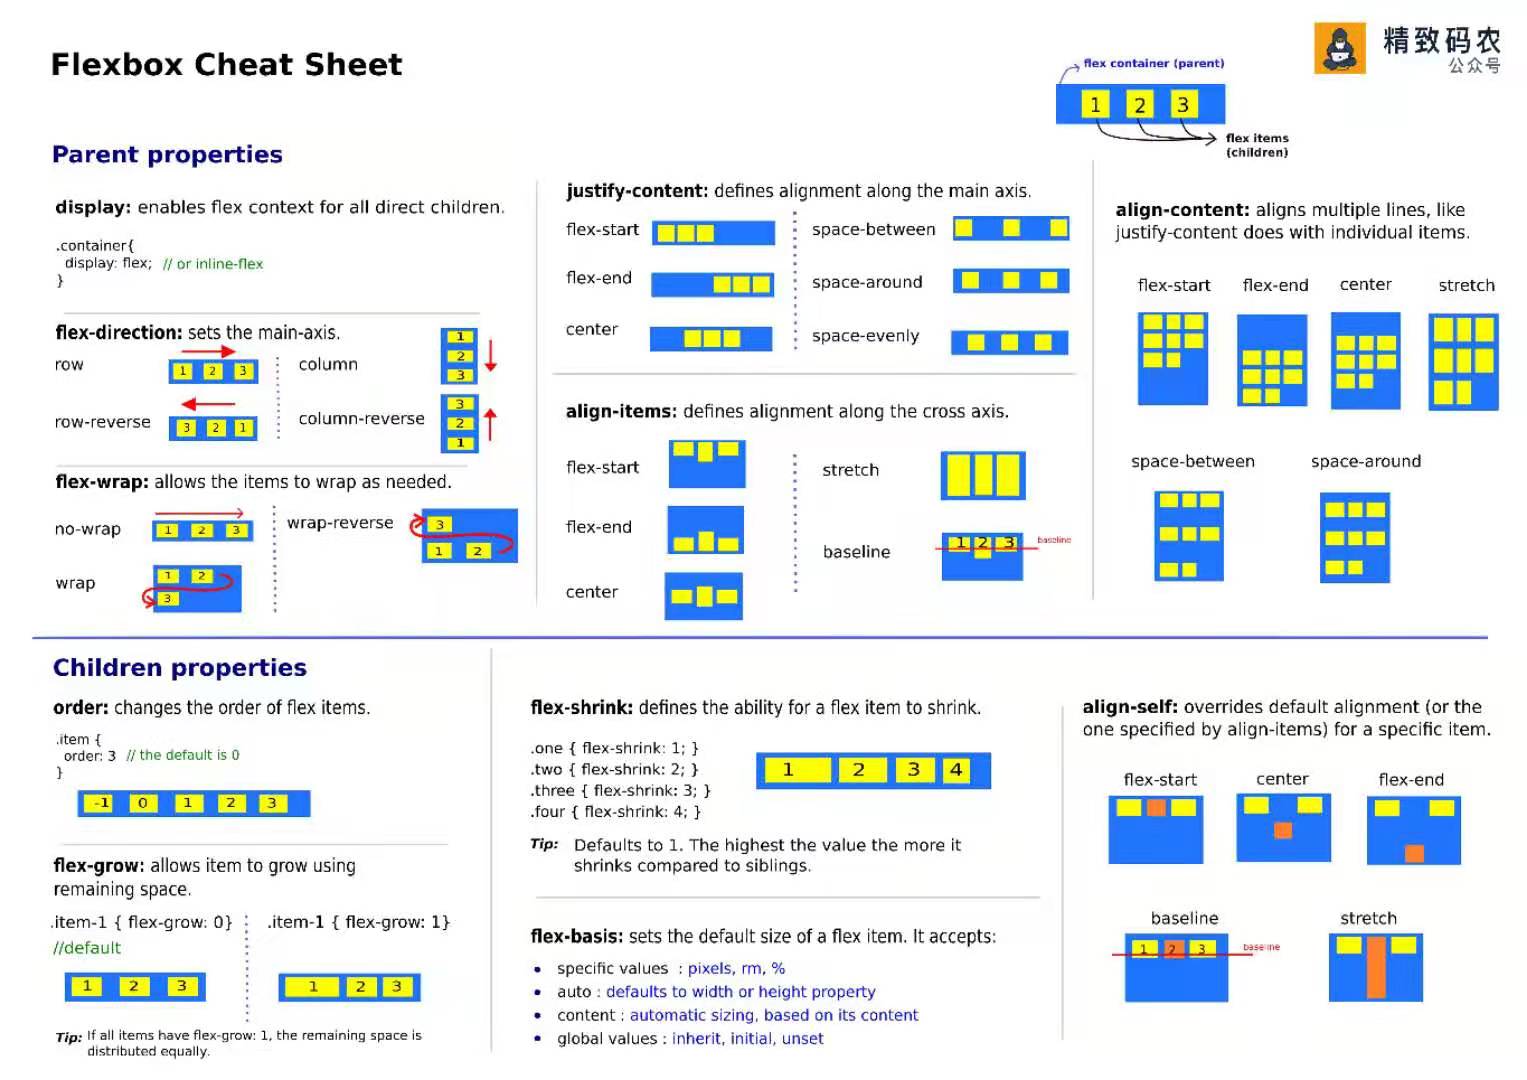 Flexbox Cheat Sheet
精致码农
公众号
flex container (parent)
1 2 3
flex items
(children)
Parent properties
display: enables flex context for all direct children.
.container{
display: flex; // or inline-flex
}
flex-direction: sets the main-axis.
row
1 2 3
column
1
2
3
row-reverse
3 2 1
column-reverse
3
2
1
flex-wrap: allows the items to wrap as needed.
no-wrap
1 2 3
wrap-reverse
3
1 2
wrap
1 2
3
justify-content: defines alignment along the main axis.
flex-start
space-between
flex-end
space-around
center
space-evenly
align-items: defines alignment along the cross axis.
flex-start
stretch
flex-end
baseline
1 2 3
baseline
center
align-content: aligns multiple lines, like
justify-content does with individual items.
flex-start flex-end center stretch
space-between space-around
Children properties
order: changes the order of flex items.
.item {
order: 3 // the default is 0
}
-1 0 1 2 3
flex-grow: allows item to grow using
remaining space.
.item-1 { flex-grow: 0}
//default
1 2 3
.item-1 { flex-grow: 1}
1 2 3
Tip: If all items have flex-grow: 1, the remaining space is
distributed equally.
flex-shrink: defines the ability for a flex item to shrink.
.one { flex-shrink: 1; }
.two { flex-shrink: 2; }
.three { flex-shrink: 3; }
.four { flex-shrink: 4; }
1 2 3 4
Tip: Defaults to 1. The highest the value the more it
shrinks compared to siblings.
flex-basis: sets the default size of a flex item. It accepts:
• specific values : pixels, rm, %
• auto : defaults to width or height property
• content : automatic sizing, based on its content
• global values : inherit, initial, unset
align-self: overrides default alignment (or the
one specified by align-items) for a specific item.
flex-start center flex-end
baseline stretch
1 2 3
baseline